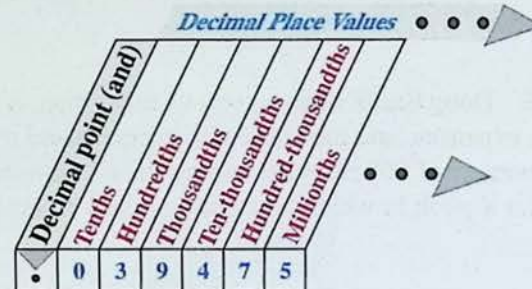 Decimal Place Values
Decimal point (and)
Tenths
Hundredths
Thousandths
Ten-thousandths
Hundred-thousandths
Millionths
. 0 3 9 4 7 5